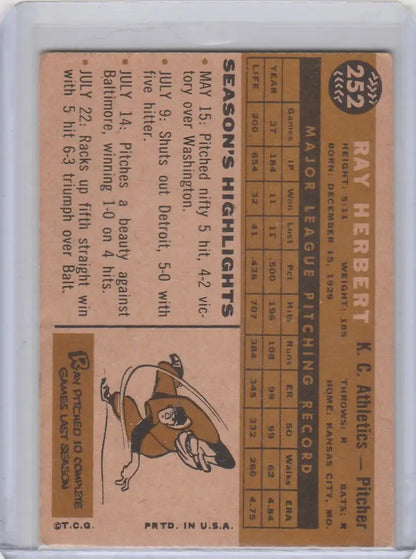 252
RAY HERBERT
K. C. Athletics — Pitcher
HEIGHT: 5:11 WEIGHT: 185 THROWS: R BATS: R
BORN: DECEMBER 15, 1929 HOME: KANSAS CITY, MO.
MAJOR LEAGUE PITCHING RECORD
Games IP Won Lost Pct Hits Runs ER SO Walks ERA
YEAR 37 184 11 11 .500 196 108 99 99 62 4.84
LIFE 200 654 32 41 .438 707 384 345 332 266 4.75
SEASON'S HIGHLIGHTS
• MAY 15: Pitched nifty 5 hit, 4-2 vic-
tory over Washington.
• JULY 9: Shuts out Detroit, 5-0 with
five hitter.
• JULY 14: Pitches a beauty against
Baltimore, winning 1-0 on 4 hits.
• JULY 22: Racks up fifth straight win
with 5 hit 6-3 triumph over Balt.
RAY PITCHED 10 COMPLETE
GAMES LAST SEASON
©T.C.G. PRTD. IN U.S.A.